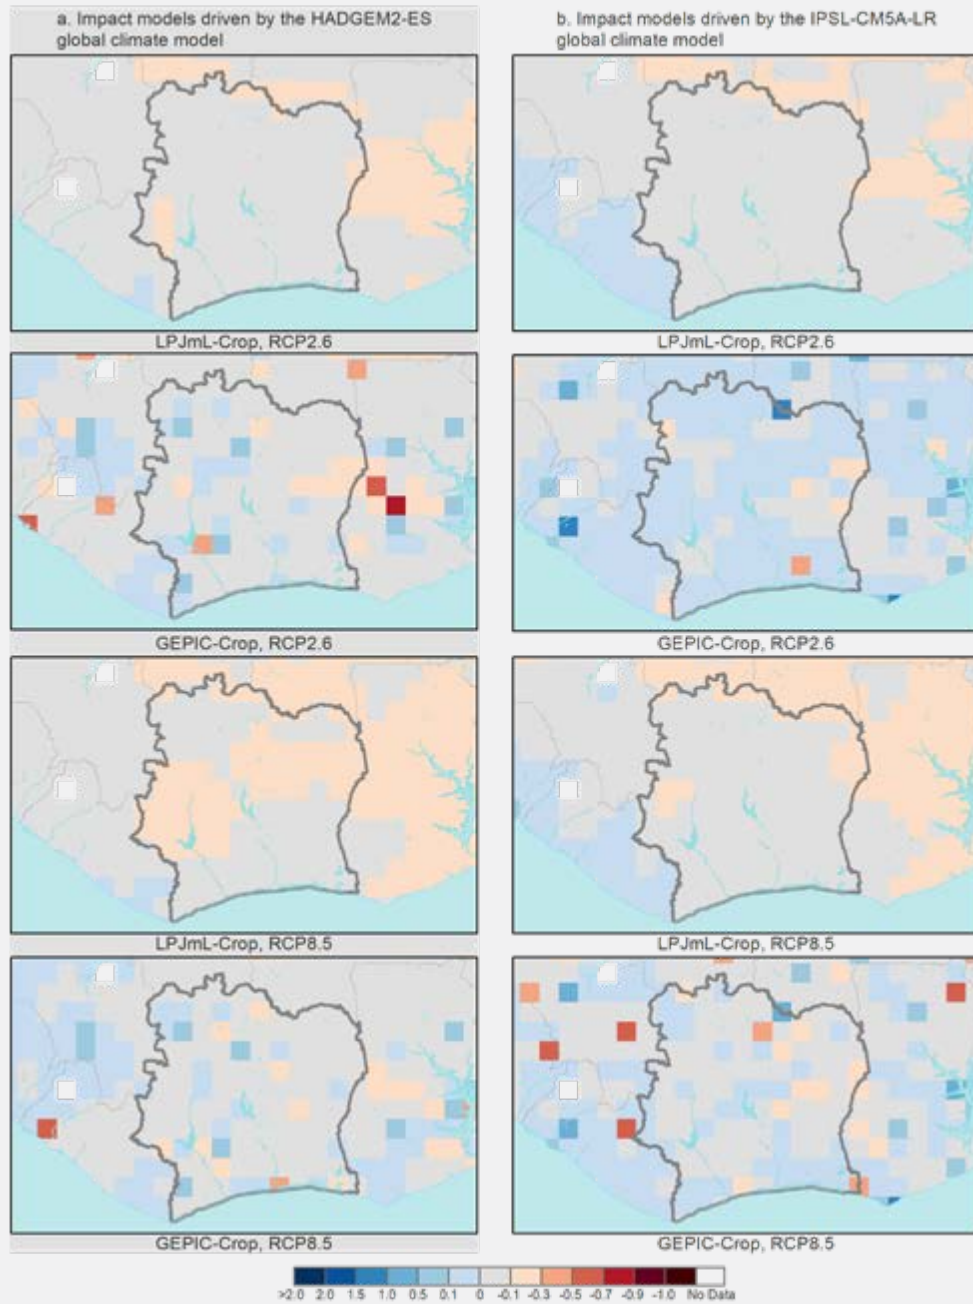 a. Impact models driven by the HADGEM2-ES
global climate model
b. Impact models driven by the IPSL-CM5A-LR
global climate model
LPJmL-Crop, RCP2.6
LPJmL-Crop, RCP2.6
GEPIC-Crop, RCP2.6
GEPIC-Crop, RCP2.6
LPJmL-Crop, RCP8.5
LPJmL-Crop, RCP8.5
GEPIC-Crop, RCP8.5
GEPIC-Crop, RCP8.5
>2.0 2.0 1.5 1.0 0.5 0.1 0 -0.1 -0.3 -0.5 -0.7 -0.9 -1.0 No Data